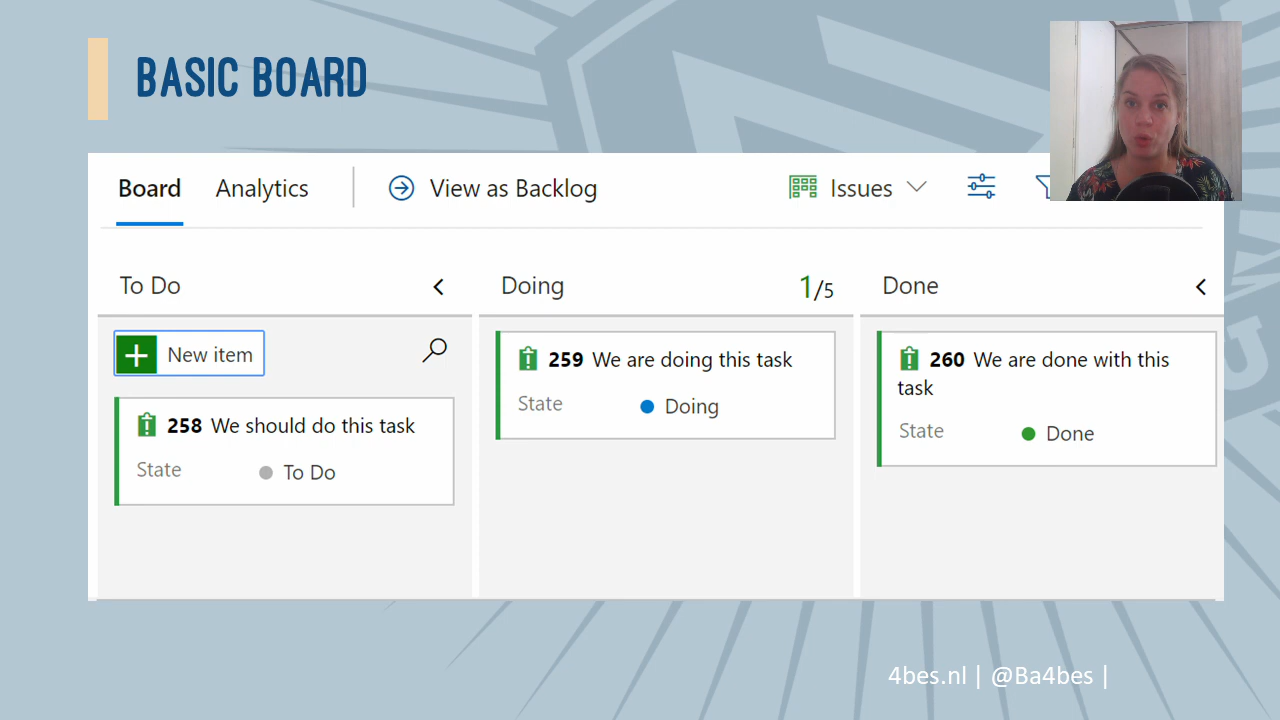 BASIC BOARD
Board Analytics View as Backlog Issues
To Do Doing 1/5 Done
New item
258 We should do this task
State To Do
259 We are doing this task
State Doing
260 We are done with this
task
State Done
4bes.nl | @Ba4bes |